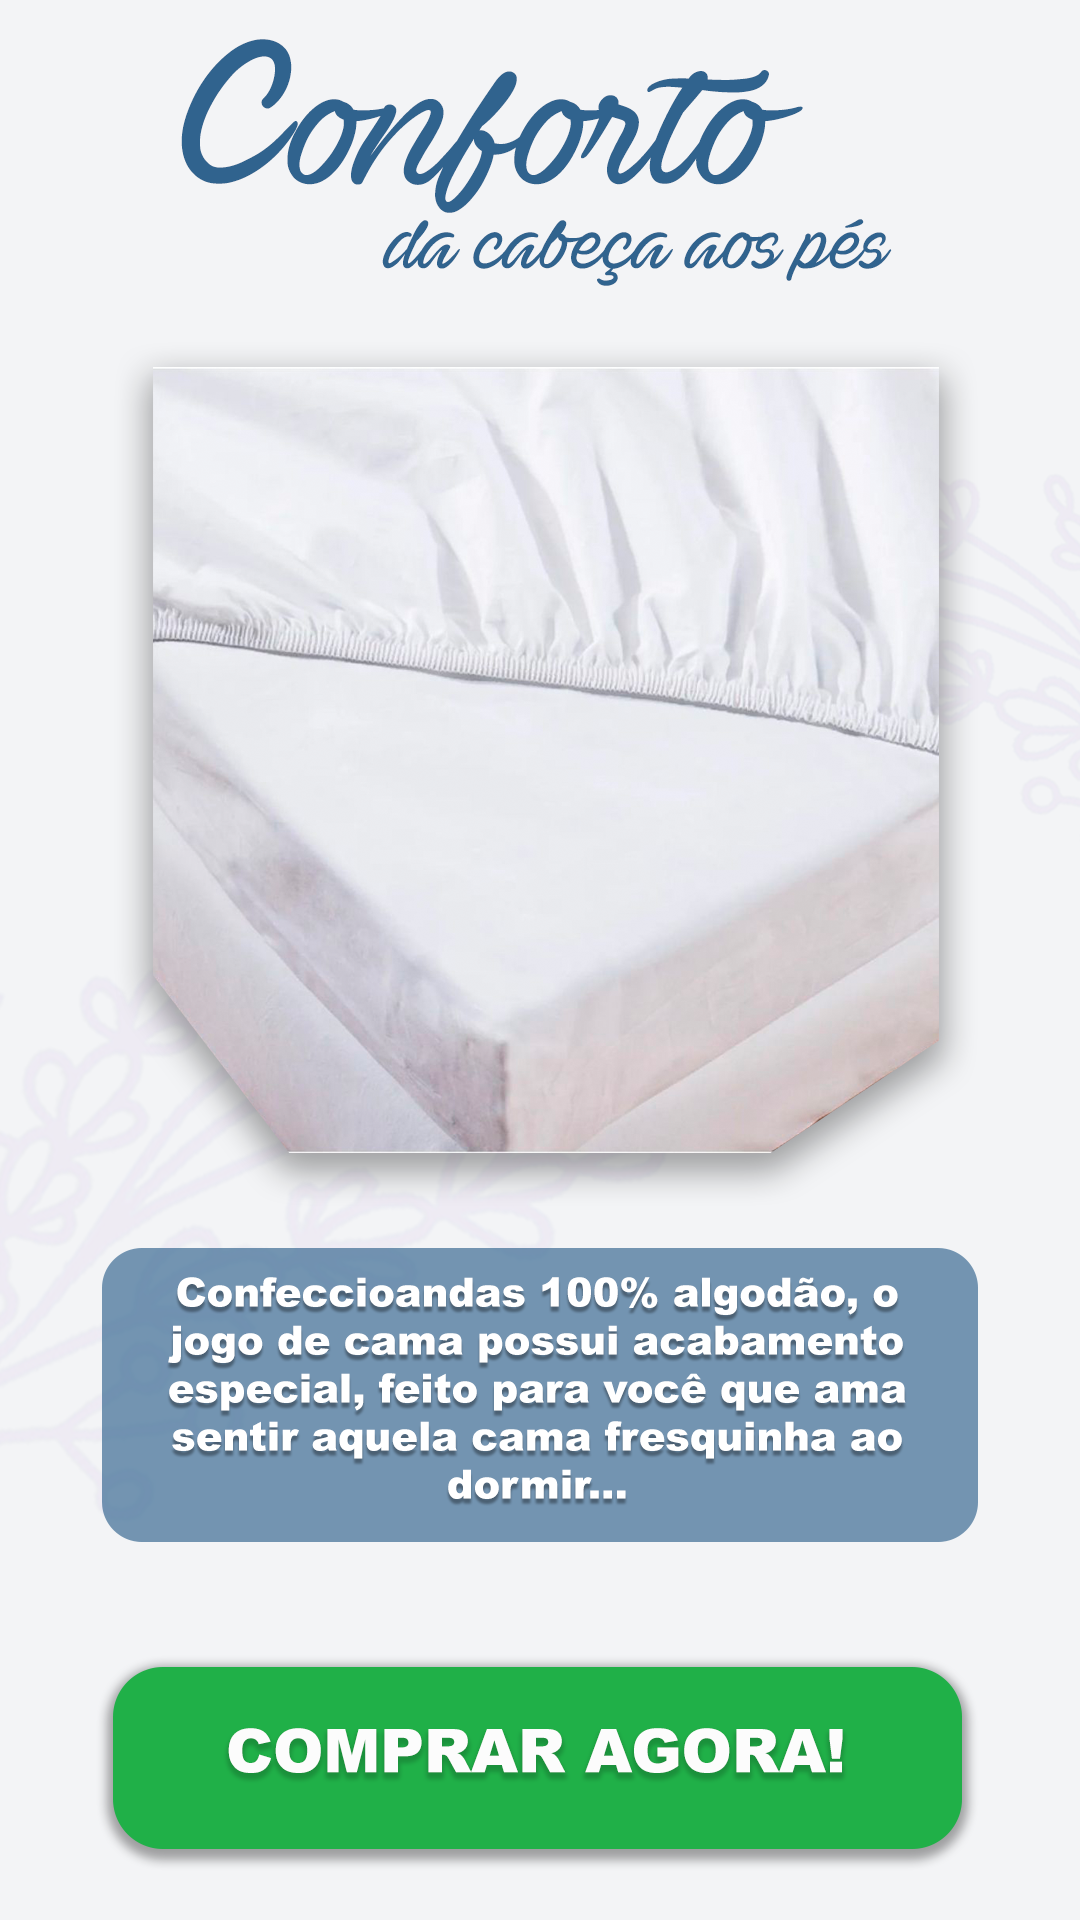 Conforto
da cabeça aos pés
Confeccioandas 100% algodão, o
jogo de cama possui acabamento
especial, feito para você que ama
sentir aquela cama fresquinha ao
dormir...
COMPRAR AGORA!